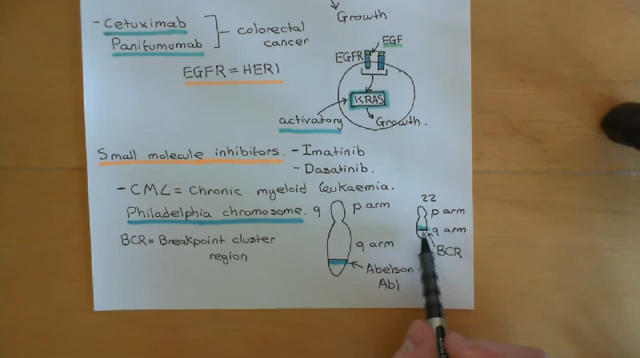 Growth
- Cetuximab
Panitumumab
colorectal
cancer
EGFR = HER1
EGF
EGFR
KRAS
activatory
Growth.
Small molecule inhibitors. - Imatinib
- Dasatinib.
- CML = Chronic myeloid leukaemia.
Philadelphia chromosome.
BCR = Breakpoint cluster
region
9
p arm
q arm
Abelson
Abl
22
p arm
q arm
BCR